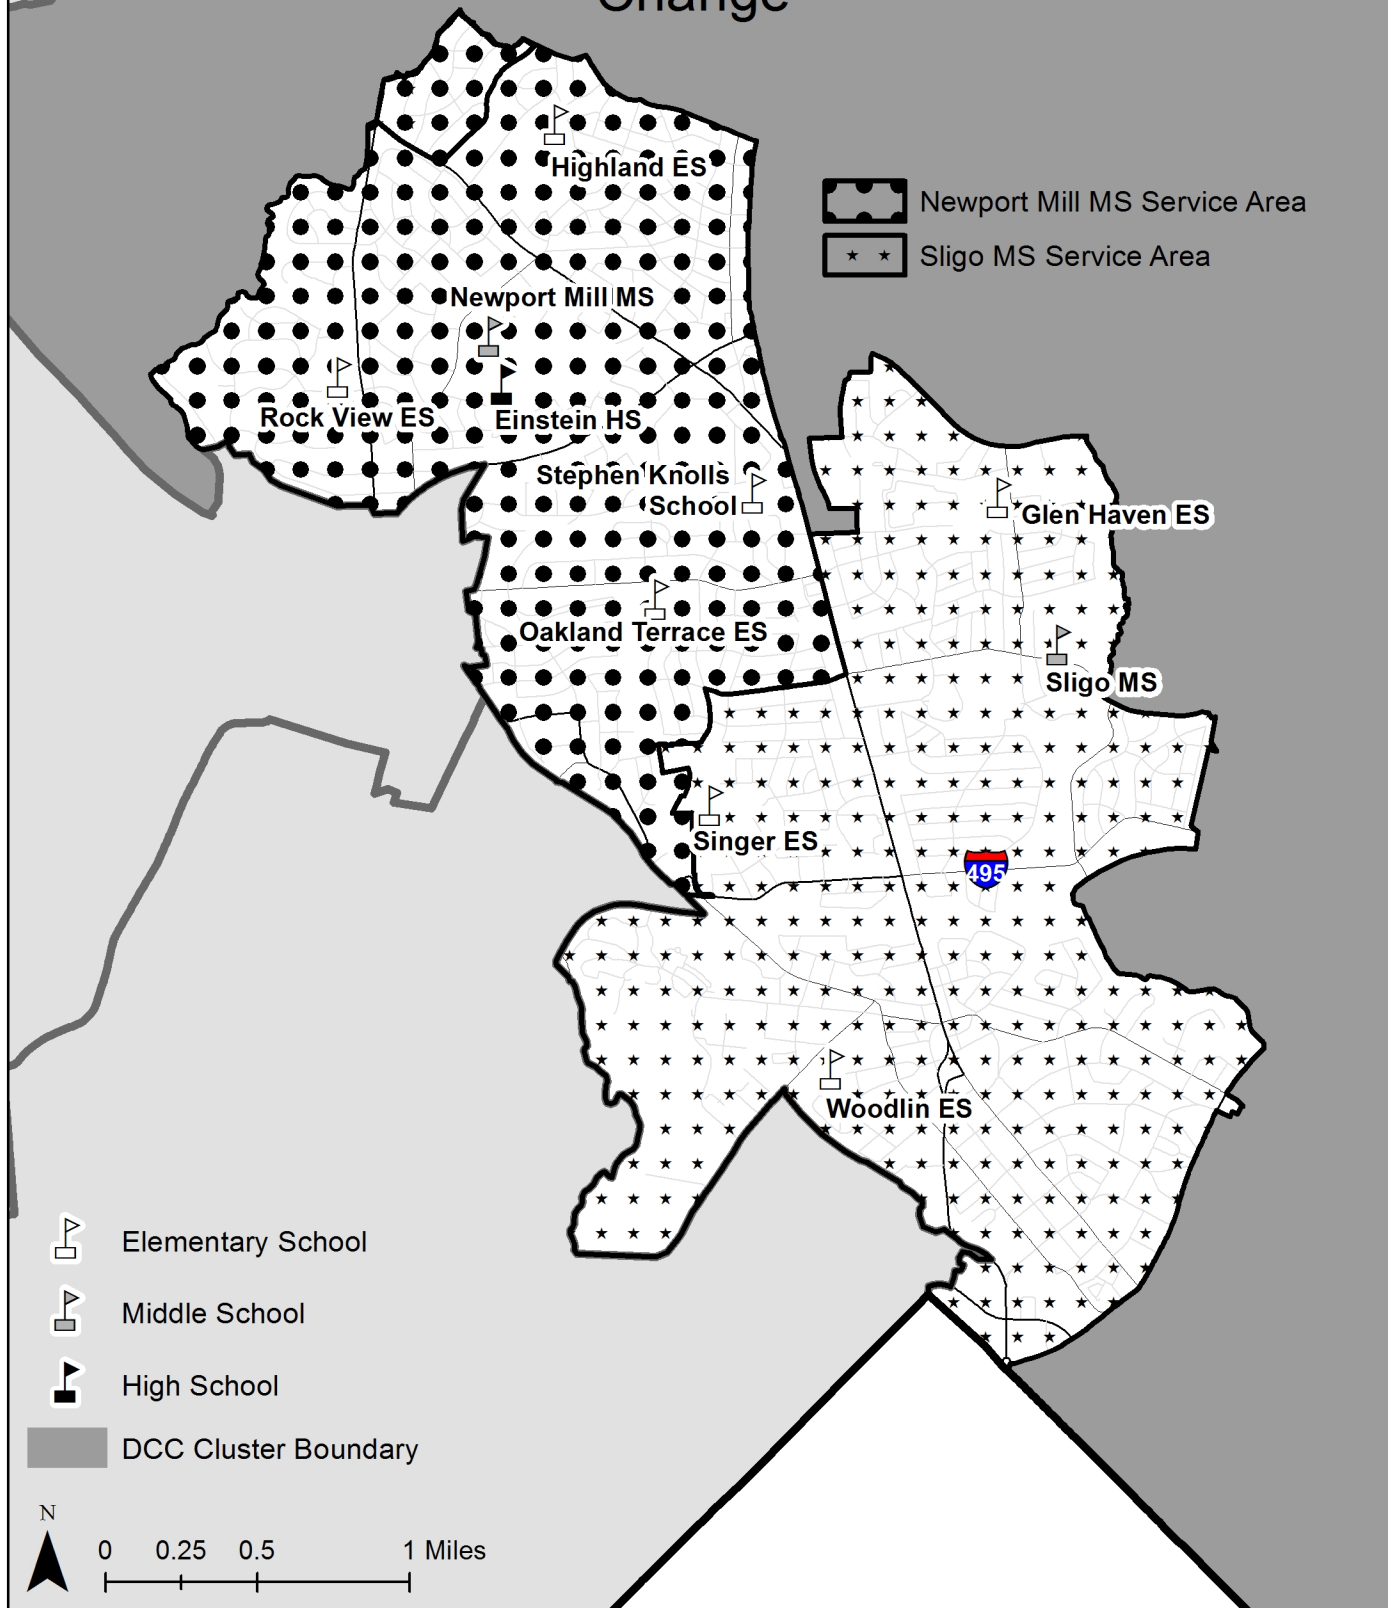 Change
Highland ES
Newport Mill MS Service Area
Sligo MS Service Area
Newport Mill MS
Rock View ES
Einstein HS
Stephen Knolls
School
Glen Haven ES
Oakland Terrace ES
Sligo MS
Singer ES
495
Woodlin ES
Elementary School
Middle School
High School
DCC Cluster Boundary
N
0 0.25 0.5 1 Miles